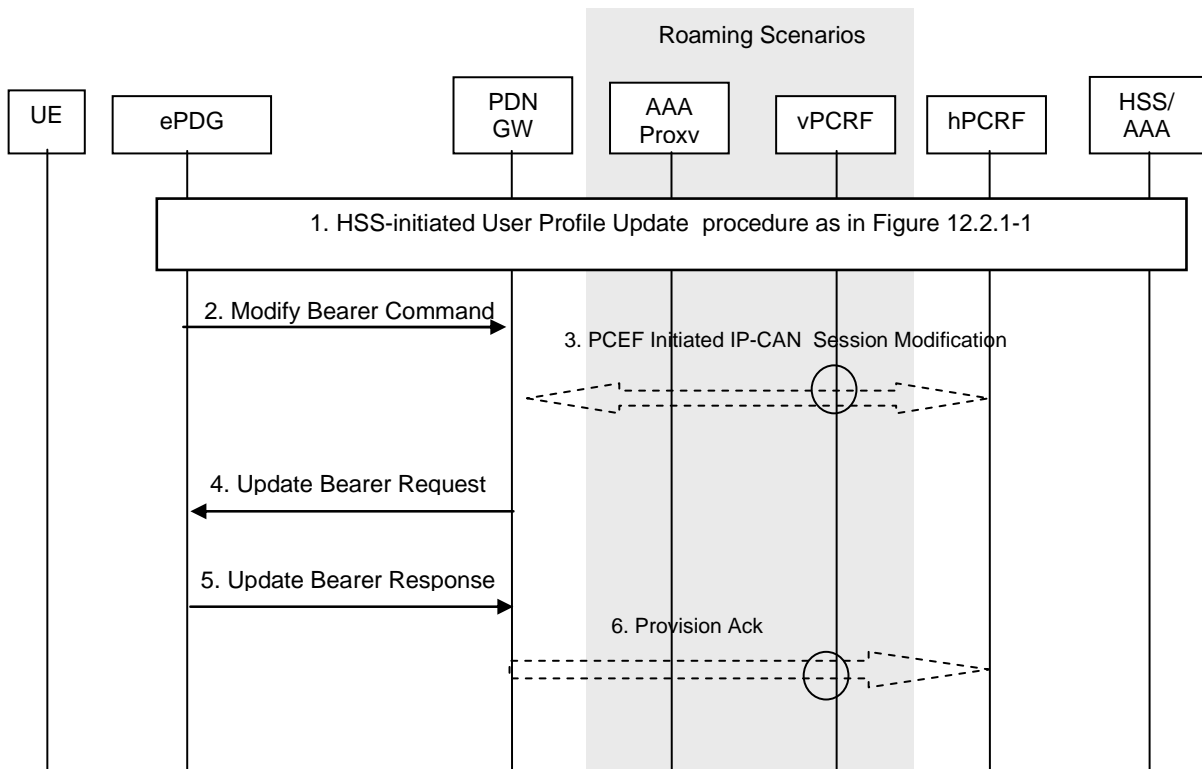 Roaming Scenarios
UE
ePDG
PDN
GW
AAA
Proxv
vPCRF
hPCRF
HSS/
AAA
1. HSS-initiated User Profile Update procedure as in Figure 12.2.1-1
2. Modify Bearer Command
3. PCEF Initiated IP-CAN Session Modification
4. Update Bearer Request
5. Update Bearer Response
6. Provision Ack